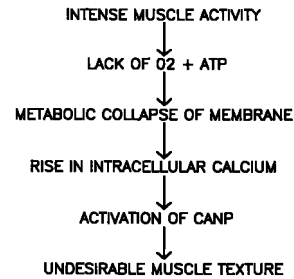 INTENSE MUSCLE ACTIVITY
LACK OF O2 + ATP
METABOLIC COLLAPSE OF MEMBRANE
RISE IN INTRACELLULAR CALCIUM
ACTIVATION OF CANP
UNDESIRABLE MUSCLE TEXTURE